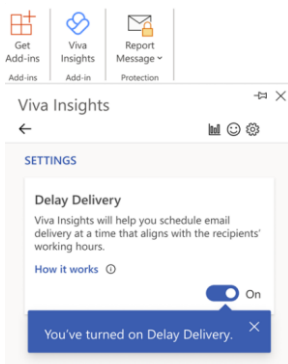 Get
Add-ins
Viva
Insights
Report
Message
Add-ins
Add-in
Protection
Viva Insights
SETTINGS
Delay Delivery
Viva Insights will help you schedule email
delivery at a time that aligns with the recipients'
working hours.
How it works
On
You've turned on Delay Delivery.